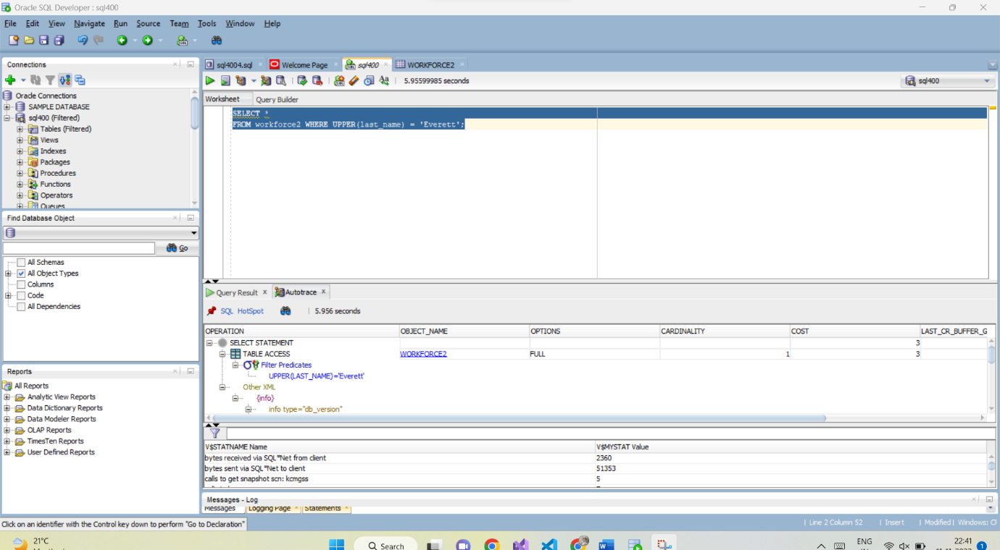 Oracle SQL Developer : sql400
File Edit View Navigate Run Source Team Tools Window Help
Connections
Oracle Connections
SAMPLE DATABASE
sql400 (Filtered)
Tables (Filtered)
Views
Indexes
Packages
Procedures
Functions
Operators
Queues
Find Database Object
Go
All Schemas
All Object Types
Columns
Code
All Dependencies
Reports
All Reports
Analytic View Reports
Data Dictionary Reports
Data Modeler Reports
OLAP Reports
TimesTen Reports
User Defined Reports
sql4004.sql Welcome Page sql400 WORKFORCE2
5.95599985 seconds
sql400
Worksheet Query Builder
SELECT *
FROM workforce2 WHERE UPPER(last_name) = 'Everett';
Query Result Autotrace
SQL HotSpot 5.956 seconds
OPERATION OBJECT_NAME OPTIONS CARDINALITY COST LAST_CR_BUFFER_G
SELECT STATEMENT 3
TABLE ACCESS WORKFORCE2 FULL 1 3
Filter Predicates
UPPER(LAST_NAME)='Everett'
Other XML
{info}
info type="db_version"
V$STATNAME Name V$MYSTAT Value
bytes received via SQL*Net from client 2360
bytes sent via SQL*Net to client 51353
calls to get snapshot scn: kcmgss 5
Messages - Log
Messages Logging Page Statements
Click on an identifier with the Control key down to perform "Go to Declaration"
Line 2 Column 52 Insert Modified Windows: CF
21°C
Search
ENG
22:41
1